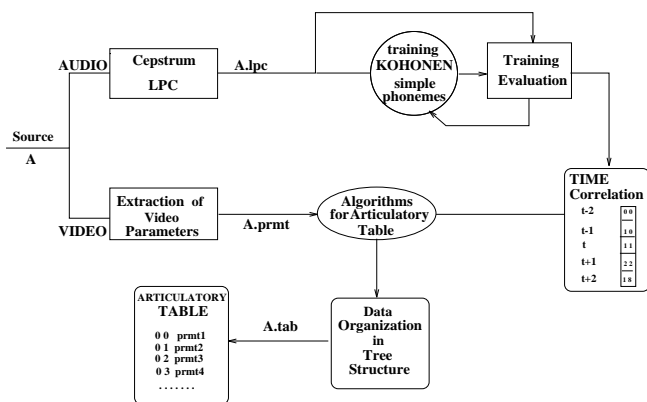 AUDIO
Cepstrum
LPC
A.lpc
training
KOHONEN
simple
phonemes
Training
Evaluation
Source
A
VIDEO
Extraction of
Video
Parameters
A.prmt
Algorithms
for Articulatory
Table
TIME
Correlation
t-2 0 0
t-1 1 0
t 1 1
t+1 2 2
t+2 1 8
ARTICULATORY
TABLE
0 0 prmt1
0 1 prmt2
0 2 prmt3
0 3 prmt4
. . . . . . .
A.tab
Data
Organization
in
Tree
Structure